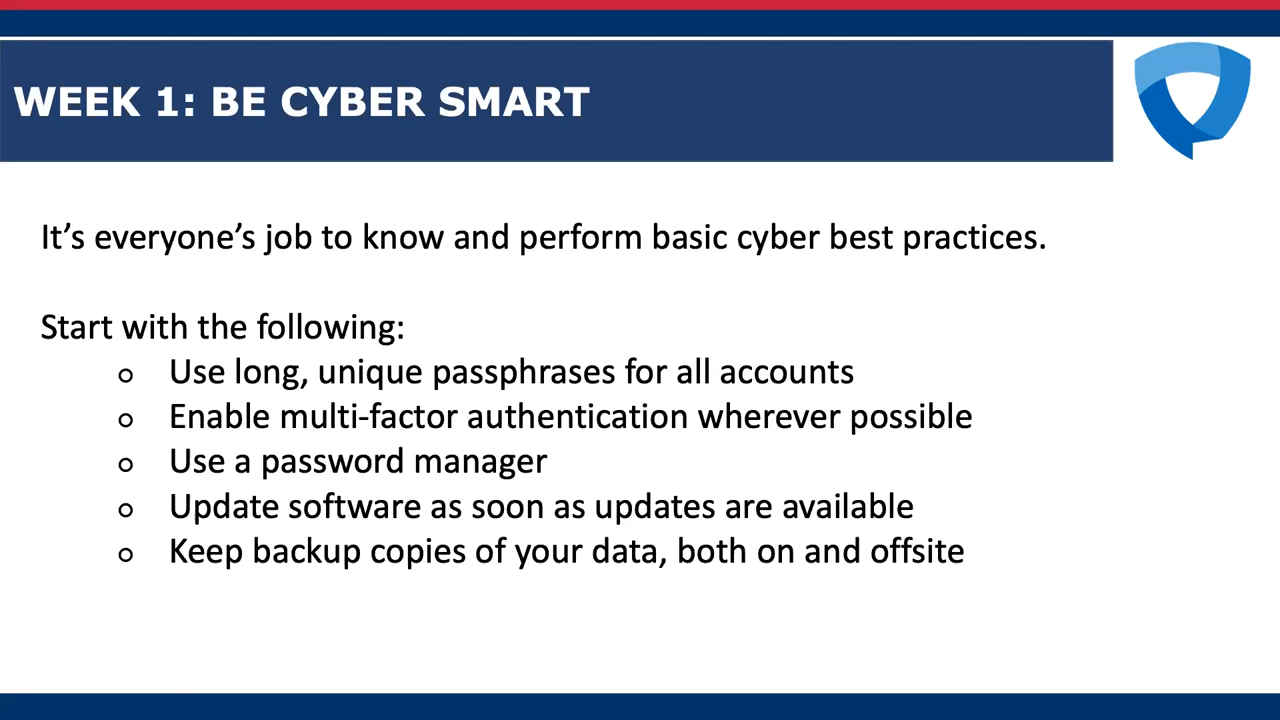 WEEK 1: BE CYBER SMART
It’s everyone’s job to know and perform basic cyber best practices.
Start with the following:
Use long, unique passphrases for all accounts
Enable multi-factor authentication wherever possible
Use a password manager
Update software as soon as updates are available
Keep backup copies of your data, both on and offsite